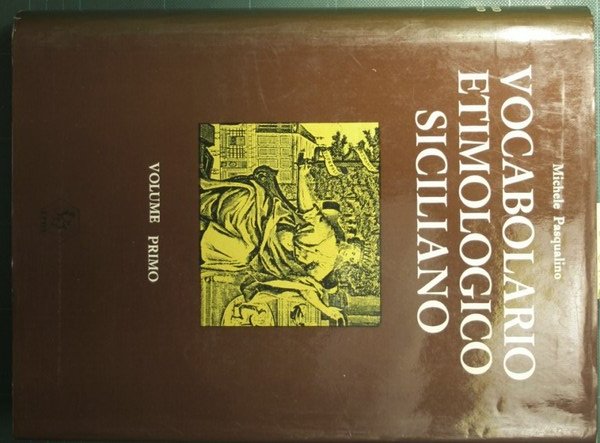 Michele Pasqualino
VOCABOLARIO
ETIMOLOGICO
SICILIANO
VOLUME PRIMO